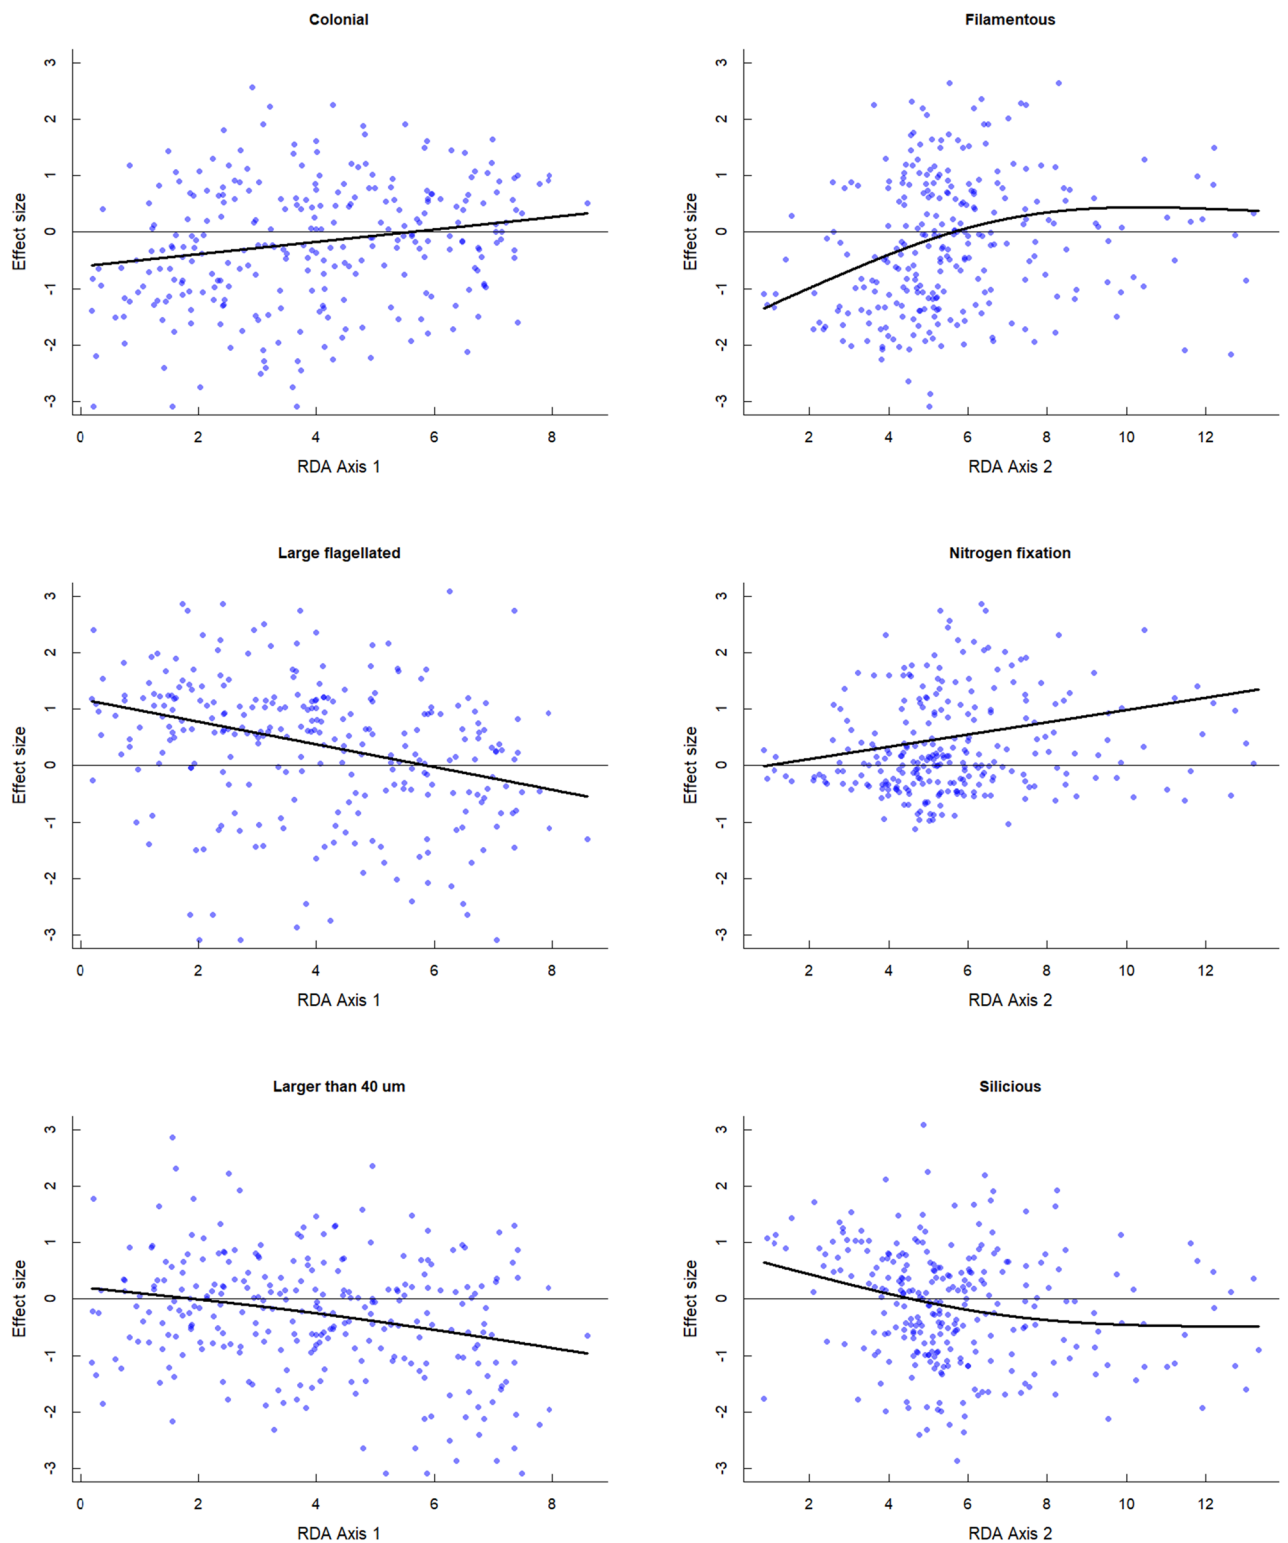 Colonial
3
2
1
0
-1
-2
-3
Effect size
0 2 4 6 8
RDA Axis 1
Filamentous
3
2
1
0
-1
-2
-3
Effect size
2 4 6 8 10 12
RDA Axis 2
Large flagellated
3
2
1
0
-1
-2
-3
Effect size
0 2 4 6 8
RDA Axis 1
Nitrogen fixation
3
2
1
0
-1
-2
-3
Effect size
2 4 6 8 10 12
RDA Axis 2
Larger than 40 um
3
2
1
0
-1
-2
-3
Effect size
0 2 4 6 8
RDA Axis 1
Silicious
3
2
1
0
-1
-2
-3
Effect size
2 4 6 8 10 12
RDA Axis 2